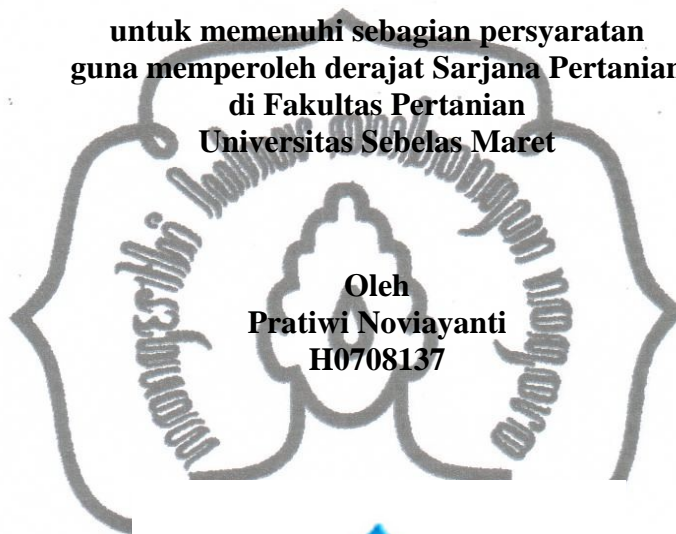 untuk memenuhi sebagian persyaratan
guna memperoleh derajat Sarjana Pertanian
di Fakultas Pertanian
Universitas Sebelas Maret
Oleh
Pratiwi Noviayanti
H0708137